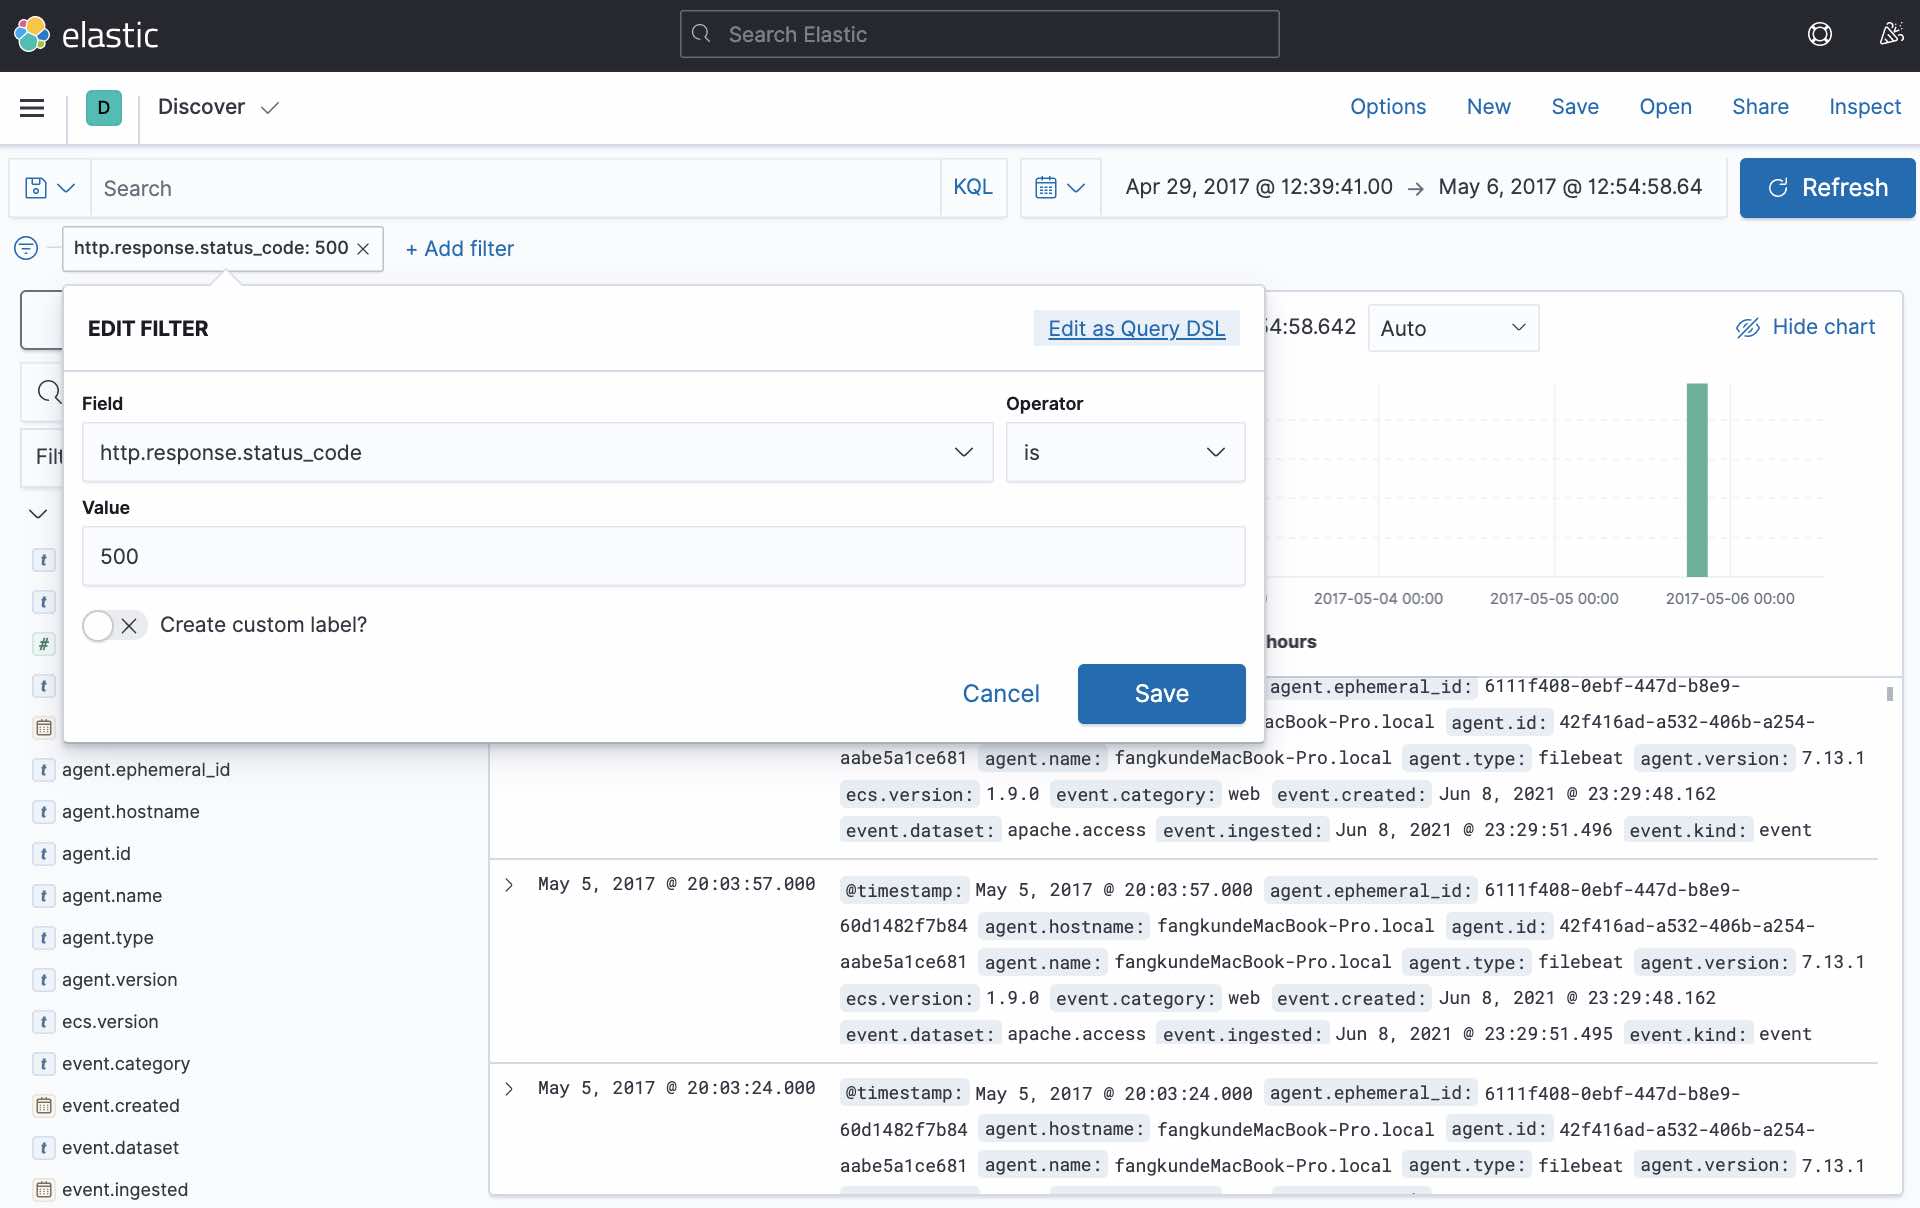 elastic
Search Elastic
D
Discover
Options New Save Open Share Inspect
Search
KQL
Apr 29, 2017 @ 12:39:41.00 → May 6, 2017 @ 12:54:58.64
Refresh
http.response.status_code: 500 ×
+ Add filter
EDIT FILTER
Edit as Query DSL
54:58.642
Auto
Hide chart
Field
Operator
http.response.status_code
is
Value
500
Create custom label?
Cancel
Save
Filt
2017-05-04 00:00 2017-05-05 00:00 2017-05-06 00:00
hours
t
t
#
t
t agent.ephemeral_id
t agent.hostname
t agent.id
t agent.name
t agent.type
t agent.version
t ecs.version
t event.category
event.created
t event.dataset
event.ingested
agent.ephemeral_id: 6111f408-0ebf-447d-b8e9-
acBook-Pro.local agent.id: 42f416ad-a532-406b-a254-
aabe5a1ce681 agent.name: fangkundeMacBook-Pro.local agent.type: filebeat agent.version: 7.13.1
ecs.version: 1.9.0 event.category: web event.created: Jun 8, 2021 @ 23:29:48.162
event.dataset: apache.access event.ingested: Jun 8, 2021 @ 23:29:51.496 event.kind: event
May 5, 2017 @ 20:03:57.000 @timestamp: May 5, 2017 @ 20:03:57.000 agent.ephemeral_id: 6111f408-0ebf-447d-b8e9-
60d1482f7b84 agent.hostname: fangkundeMacBook-Pro.local agent.id: 42f416ad-a532-406b-a254-
aabe5a1ce681 agent.name: fangkundeMacBook-Pro.local agent.type: filebeat agent.version: 7.13.1
ecs.version: 1.9.0 event.category: web event.created: Jun 8, 2021 @ 23:29:48.162
event.dataset: apache.access event.ingested: Jun 8, 2021 @ 23:29:51.495 event.kind: event
May 5, 2017 @ 20:03:24.000 @timestamp: May 5, 2017 @ 20:03:24.000 agent.ephemeral_id: 6111f408-0ebf-447d-b8e9-
60d1482f7b84 agent.hostname: fangkundeMacBook-Pro.local agent.id: 42f416ad-a532-406b-a254-
aabe5a1ce681 agent.name: fangkundeMacBook-Pro.local agent.type: filebeat agent.version: 7.13.1